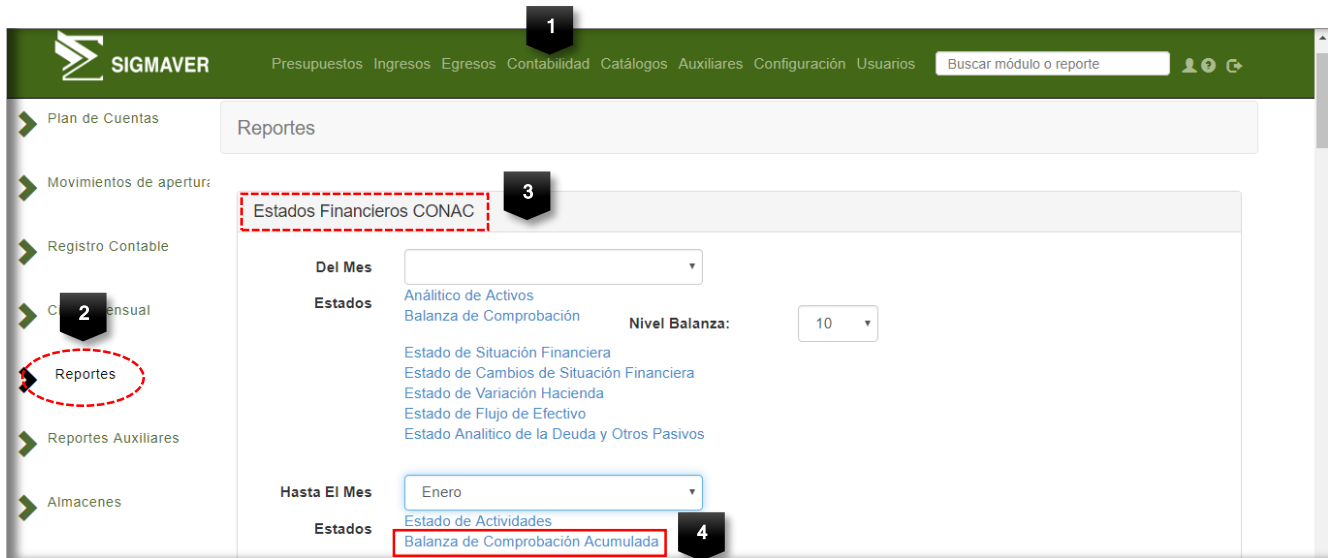 1
SIGMAVER
Presupuestos Ingresos Egresos Contabilidad Catálogos Auxiliares Configuración Usuarios Buscar módulo o reporte
Plan de Cuentas
Movimientos de apertura
Registro Contable
2
ensual
Reportes
Reportes Auxiliares
Almacenes
Reportes
3
Estados Financieros CONAC
Del Mes
Estados
Análitico de Activos
Balanza de Comprobación
Nivel Balanza: 10
Estado de Situación Financiera
Estado de Cambios de Situación Financiera
Estado de Variación Hacienda
Estado de Flujo de Efectivo
Estado Analitico de la Deuda y Otros Pasivos
Hasta El Mes Enero
Estados
Estado de Actividades
Balanza de Comprobación Acumulada
4